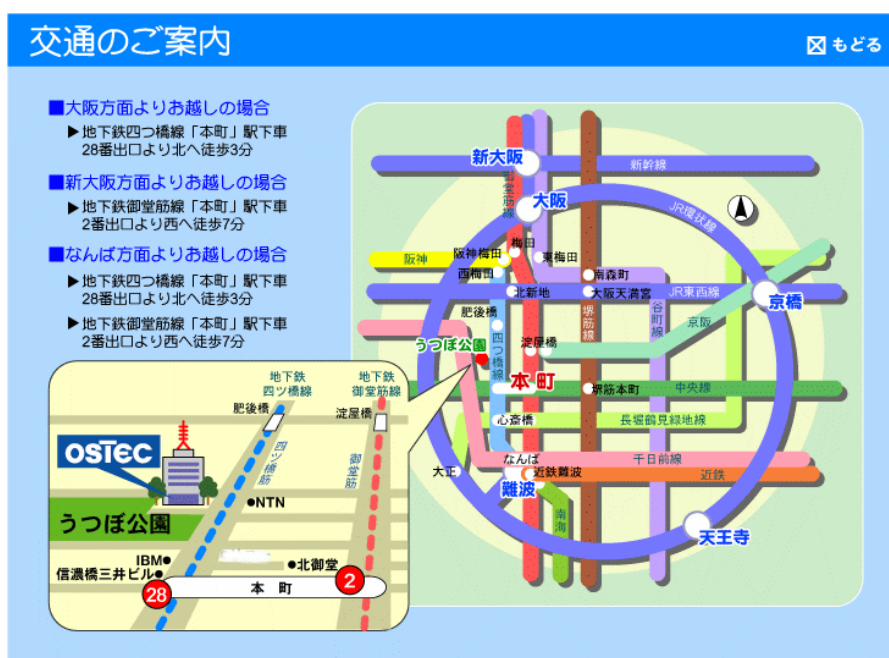 交通のご案内
もどる
■大阪方面よりお越しの場合
▶地下鉄四つ橋線「本町」駅下車
28番出口より北へ徒歩3分
■新大阪方面よりお越しの場合
▶地下鉄御堂筋線「本町」駅下車
2番出口より西へ徒歩7分
■なんば方面よりお越しの場合
▶地下鉄四つ橋線「本町」駅下車
28番出口より北へ徒歩3分
▶地下鉄御堂筋線「本町」駅下車
2番出口より西へ徒歩7分
新大阪
新幹線
御堂筋線
大阪
JR環状線
梅田
阪神
阪神梅田
東梅田
西梅田
南森町
北新地
大阪天満宮
JR東西線
京橋
肥後橋
谷町線
京阪
堺筋線
四つ橋線
うつぼ公園
淀屋橋
本町
堺筋本町
中央線
心斎橋
長堀鶴見緑地線
なんば
千日前線
大正
近鉄難波
近鉄
難波
南海
天王寺
地下鉄
四ツ橋線
地下鉄
御堂筋線
肥後橋
淀屋橋
四ツ橋筋
御堂筋
OSTEC
NTN
うつぼ公園
IBM
北御堂
信濃橋三井ビル
28
本町
2